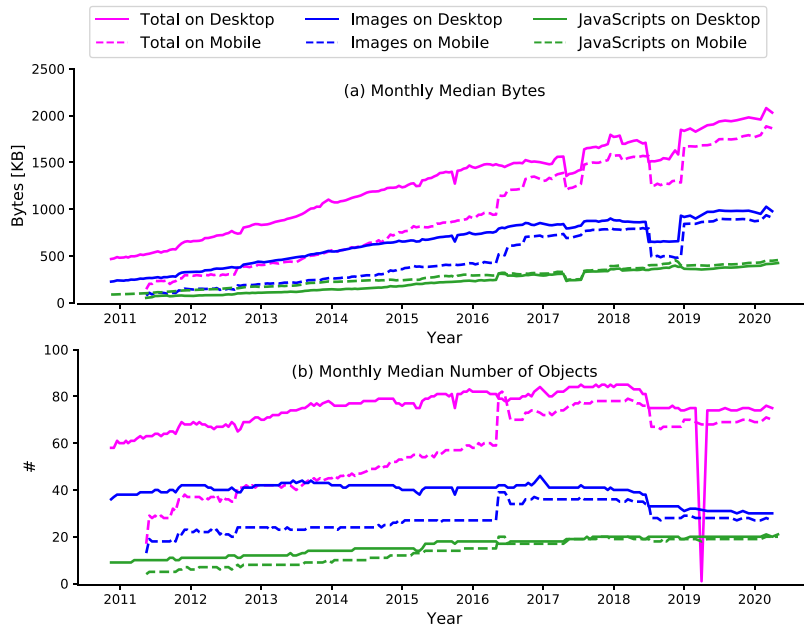 Total on Desktop Images on Desktop JavaScripts on Desktop
Total on Mobile Images on Mobile JavaScripts on Mobile
(a) Monthly Median Bytes
Bytes [KB]
2500
2000
1500
1000
500
0
2011 2012 2013 2014 2015 2016 2017 2018 2019 2020
Year
(b) Monthly Median Number of Objects
#
100
80
60
40
20
0
2011 2012 2013 2014 2015 2016 2017 2018 2019 2020
Year